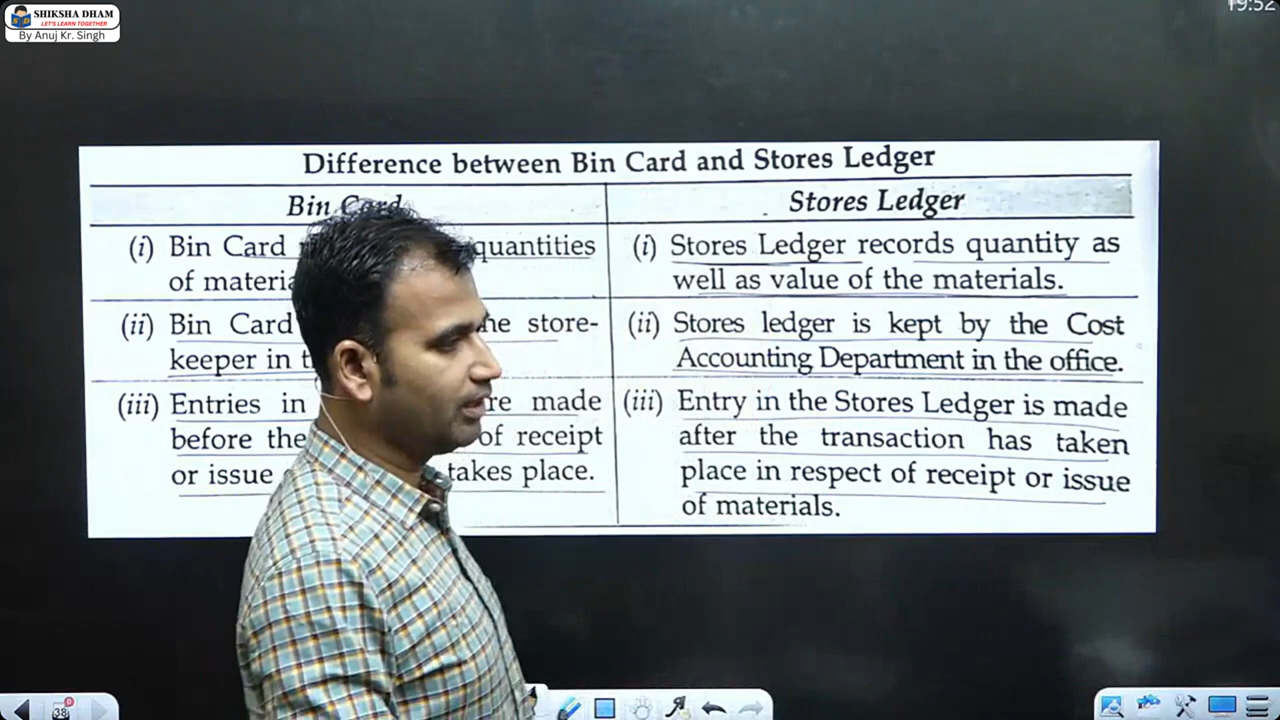 SHIKSHA DHAM
LET'S LEARN TOGETHER
By Anuj Kr. Singh
19:52
Difference between Bin Card and Stores Ledger
Bin Card
Stores Ledger
(i) Bin Card quantities
of
(i) Stores Ledger records quantity as
well as value of the materials.
(ii) Bin Card store-
keeper in
(ii) Stores ledger is kept by the Cost
Accounting Department in the office.
(iii) Entries in made
before the of receipt
or issue takes place.
(iii) Entry in the Stores Ledger is made
after the transaction has taken
place in respect of receipt or issue
of materials.
38